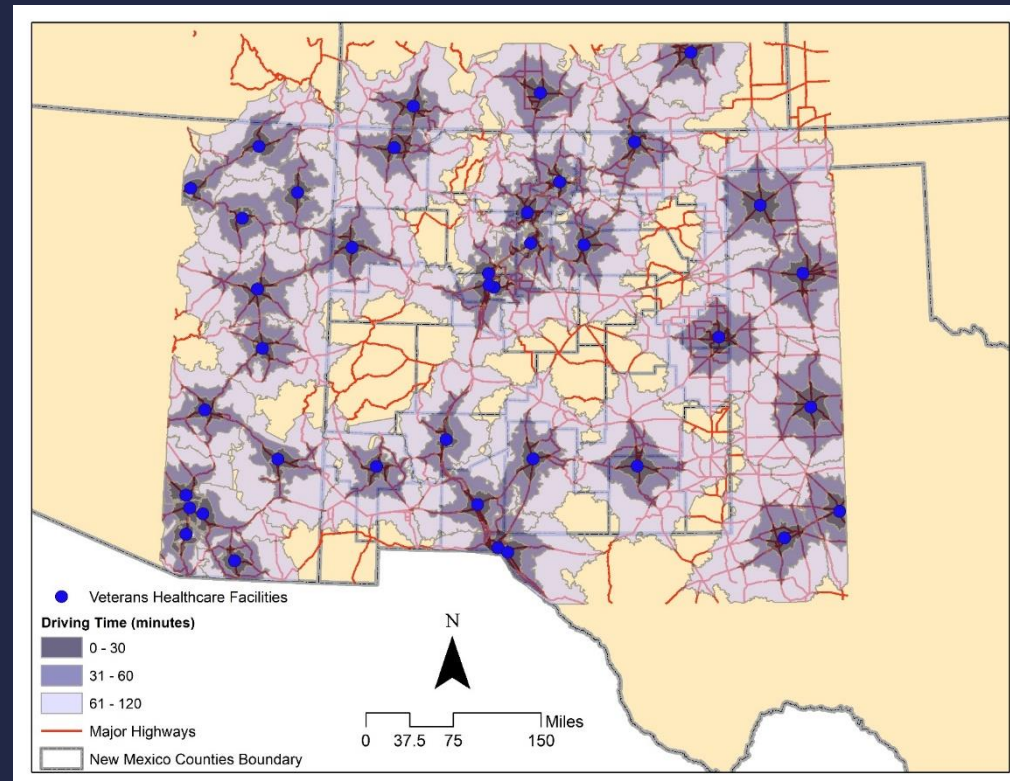 Veterans Healthcare Facilities
Driving Time (minutes)
0 - 30
31 - 60
61 - 120
Major Highways
New Mexico Counties Boundary
N
Miles
0 37.5 75 150